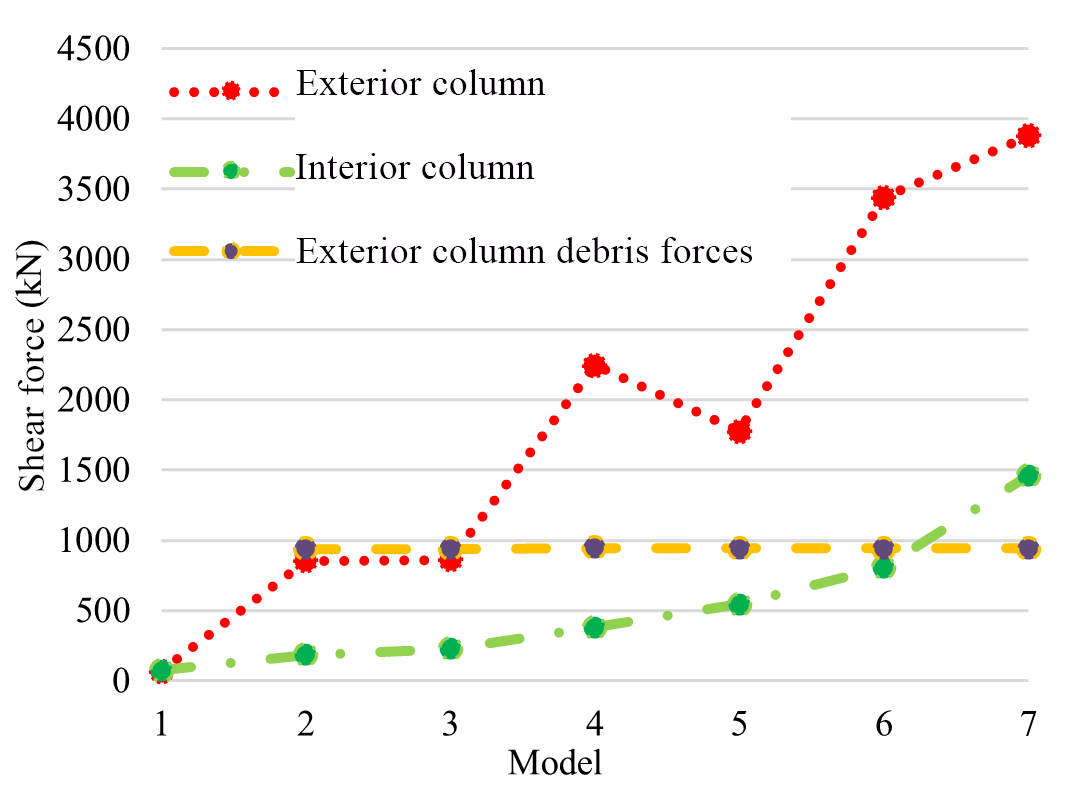 4500
Exterior column
4000
Interior column
3500
Exterior column debris forces
3000
2500
2000
1500
1000
500
0
Shear force (kN)
1 2 3 4 5 6 7
Model